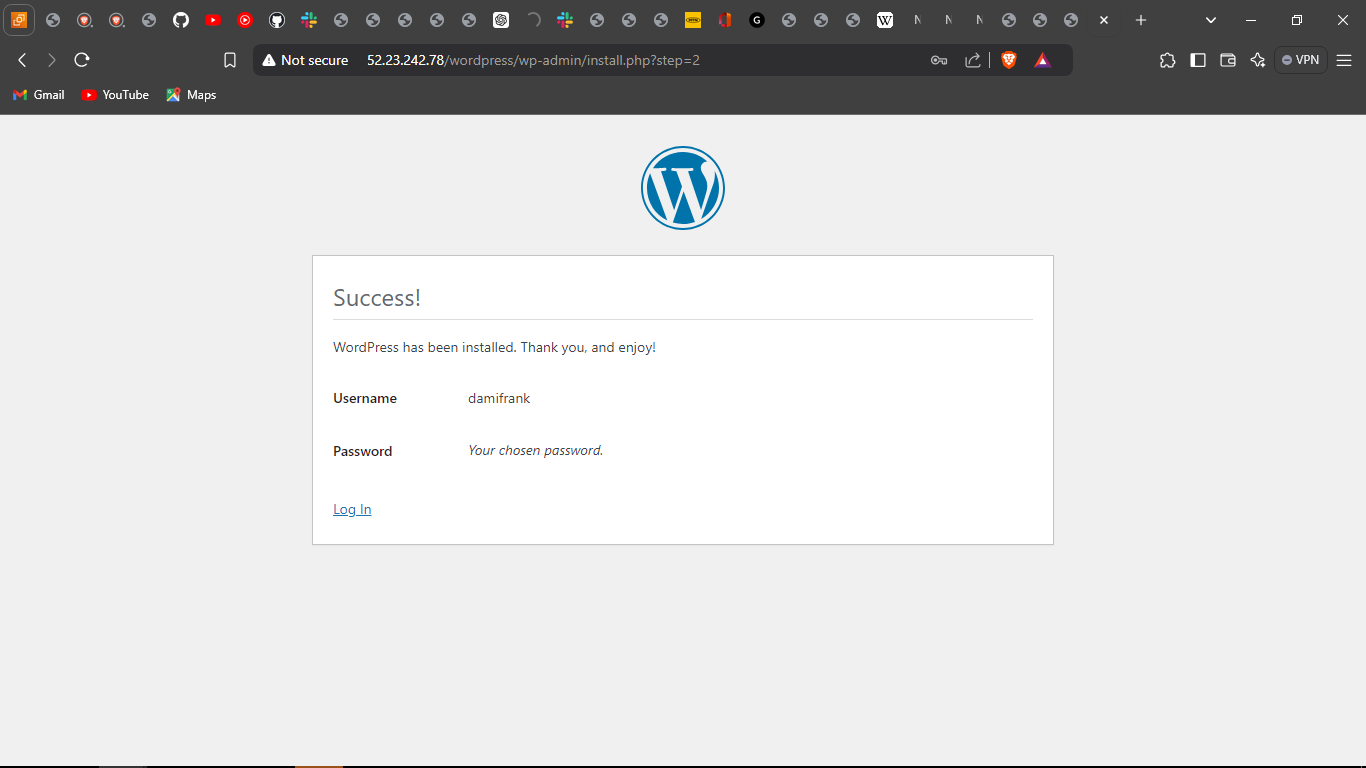 N
N
N
Not secure 52.23.242.78/wordpress/wp-admin/install.php?step=2
VPN
Gmail YouTube Maps
Success!
WordPress has been installed. Thank you, and enjoy!
Username damifrank
Password Your chosen password.
Log In